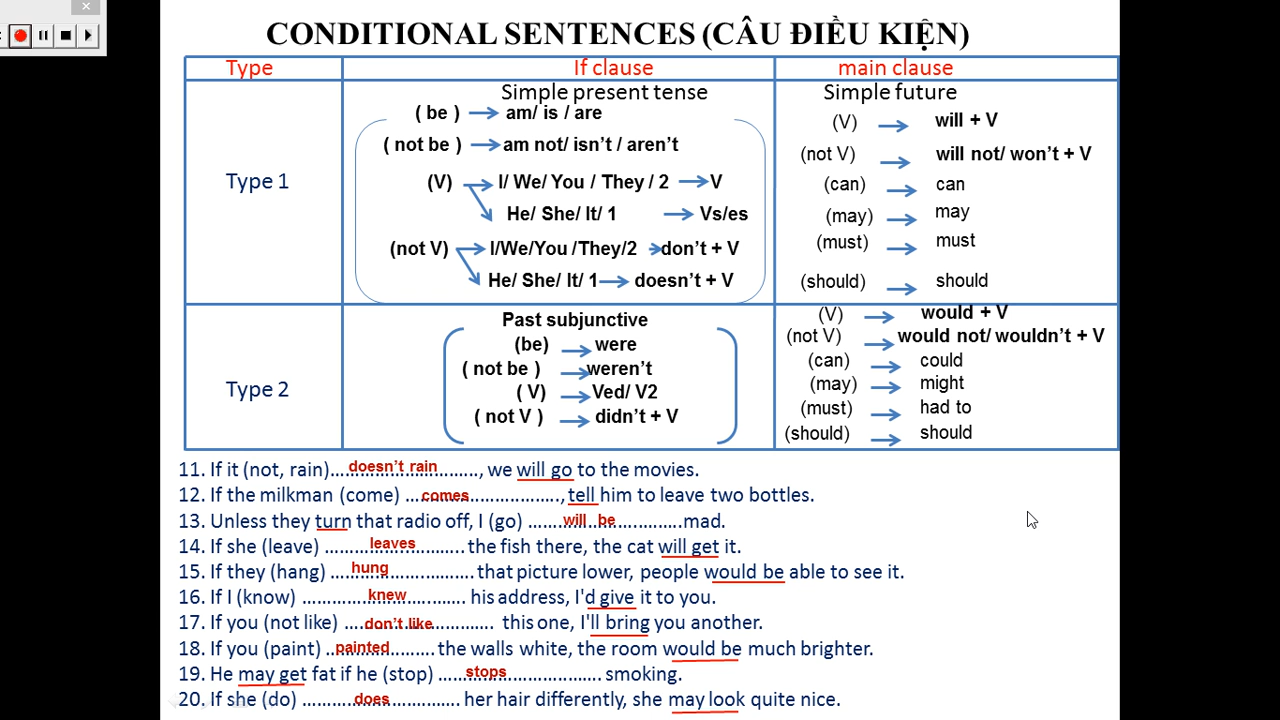 CONDITIONAL SENTENCES (CÂU ĐIỀU KIỆN)
Type If clause main clause
Simple present tense Simple future
( be ) am/ is / are
(V) will + V
( not be ) am not/ isn't / aren't
(not V) will not/ won't + V
Type 1
(V) I/ We/ You / They / 2 V
(can) can
He/ She/ It/ 1 Vs/es
(may) may
(not V) I/We/You /They/2 don't + V
(must) must
He/ She/ It/ 1 doesn't + V
(should) should
Type 2
Past subjunctive
(V) would + V
(be) were
(not V) would not/ wouldn't + V
( not be ) weren't
(can) could
( V) Ved/ V2
(may) might
( not V ) didn't + V
(must) had to
(should) should
11. If it (not, rain)....doesn't rain........, we will go to the movies.
12. If the milkman (come) ...comes.................., tell him to leave two bottles.
13. Unless they turn that radio off, I (go) .......will be.............mad.
14. If she (leave) .........leaves............ the fish there, the cat will get it.
15. If they (hang) ....hung................. that picture lower, people would be able to see it.
16. If I (know) ..............knew........... his address, I'd give it to you.
17. If you (not like) ....don't like............ this one, I'll bring you another.
18. If you (paint) ..painted......... the walls white, the room would be much brighter.
19. He may get fat if he (stop) .......stops................... smoking.
20. If she (do) ...........does................ her hair differently, she may look quite nice.